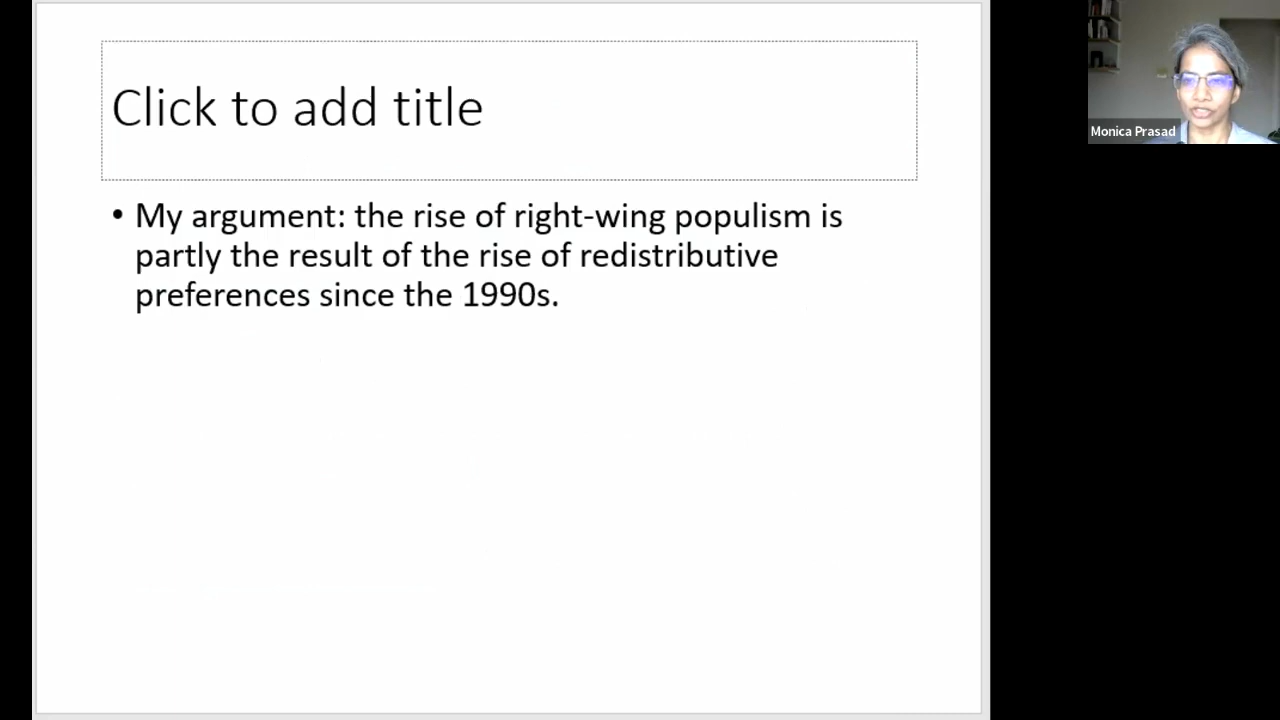 Click to add title
• My argument: the rise of right-wing populism is
partly the result of the rise of redistributive
preferences since the 1990s.
Monica Prasad